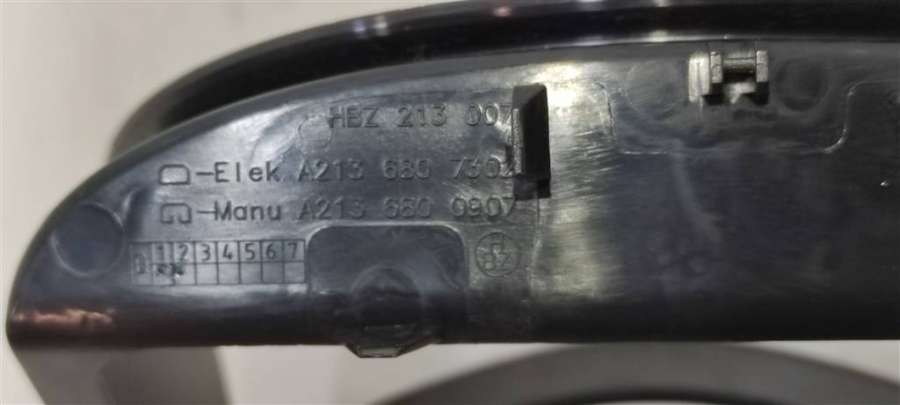 HBZ 213 007
-Elek A213 680 7302
-Manu A213 680 0907
1 2 3 4 5 6 7